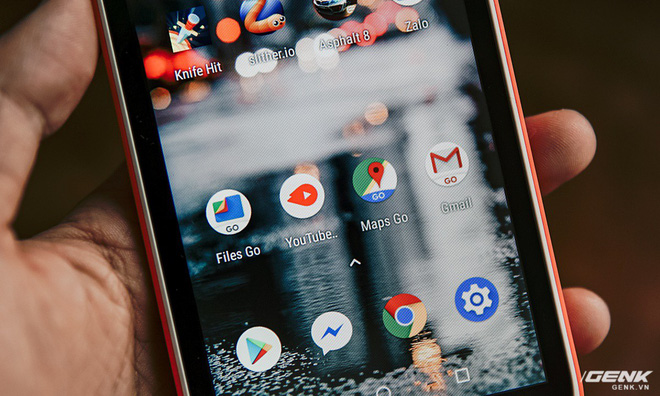 Knife Hit
slither.io
Asphalt 8
Zalo
GO
GO
GO
Files Go
YouTube..
Maps Go
Gmail
GENK
GENK.VN